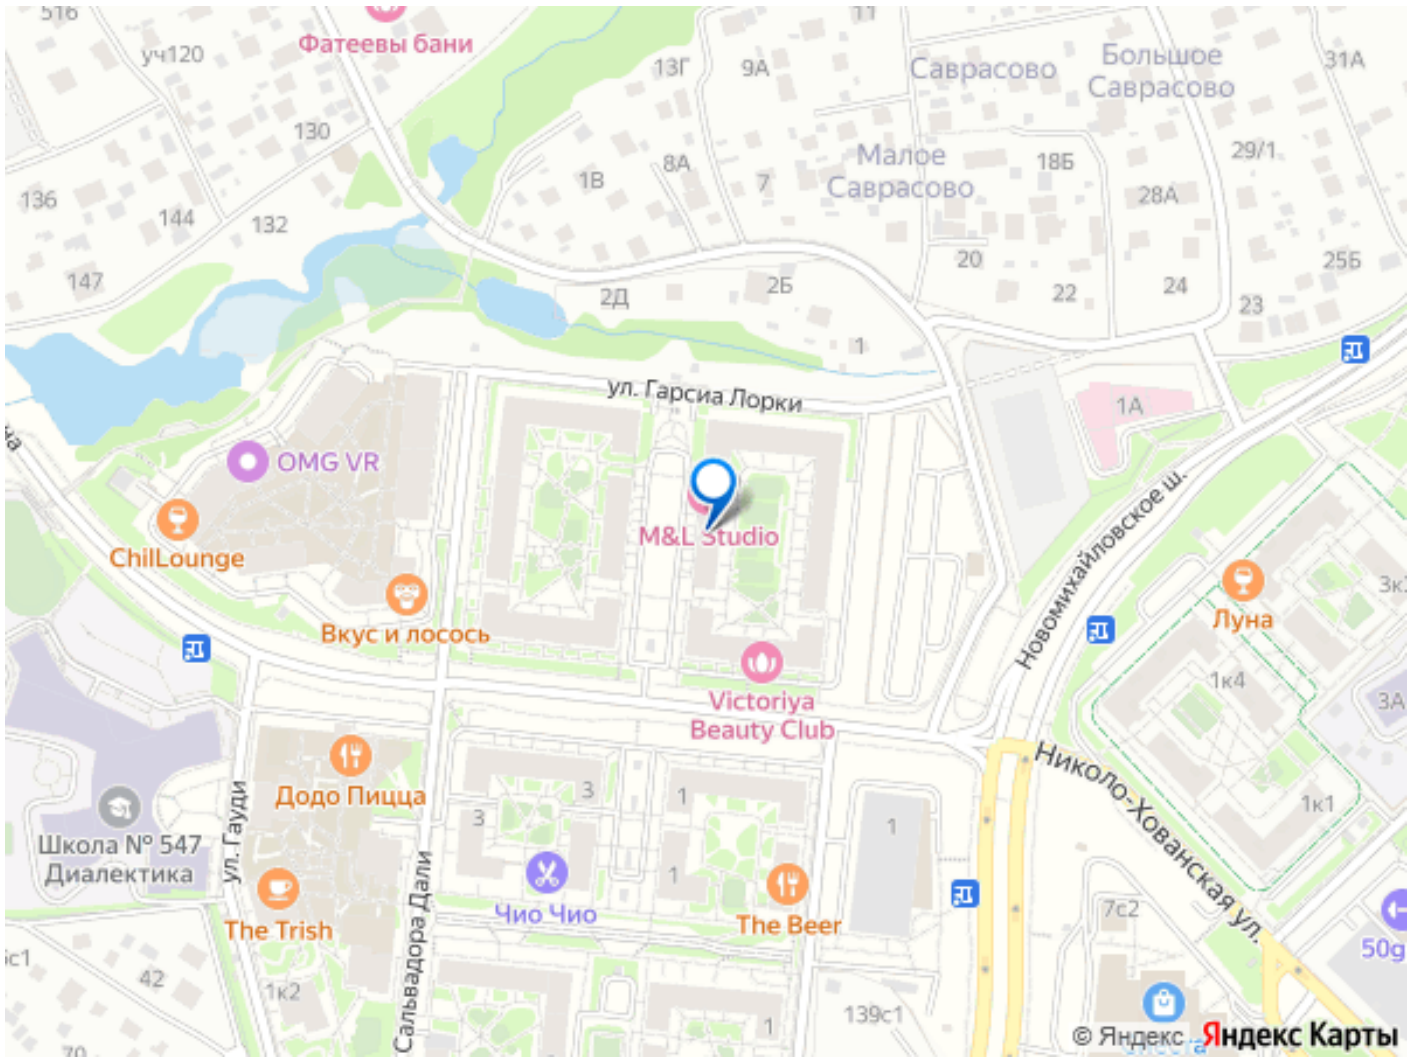 516
уч120
Фатеевы бани
13Г
9А
11
Саврасово
Большое
Саврасово
31А
130
1В
8А
7
Малое
Саврасово
18Б
29/1
28А
136
144
132
147
2Д
2Б
20
22
24
25Б
23
1
ул. Гарсиа Лорки
1А
OMG VR
ChilLounge
M&L Studio
Вкус и лосось
Новомихайловское ш.
Луна
1к4
3А
Victoriya
Beauty Club
Додо Пицца
ул. Гауди
Школа № 547
Диалектика
3
3
1
1
1
Николо-Хованская ул.
1к1
Чио Чио
The Beer
The Trish
Сальвадора Дали
7с2
50g
42
1к2
1
139с1
70
© Яндекс Яндекс Карты